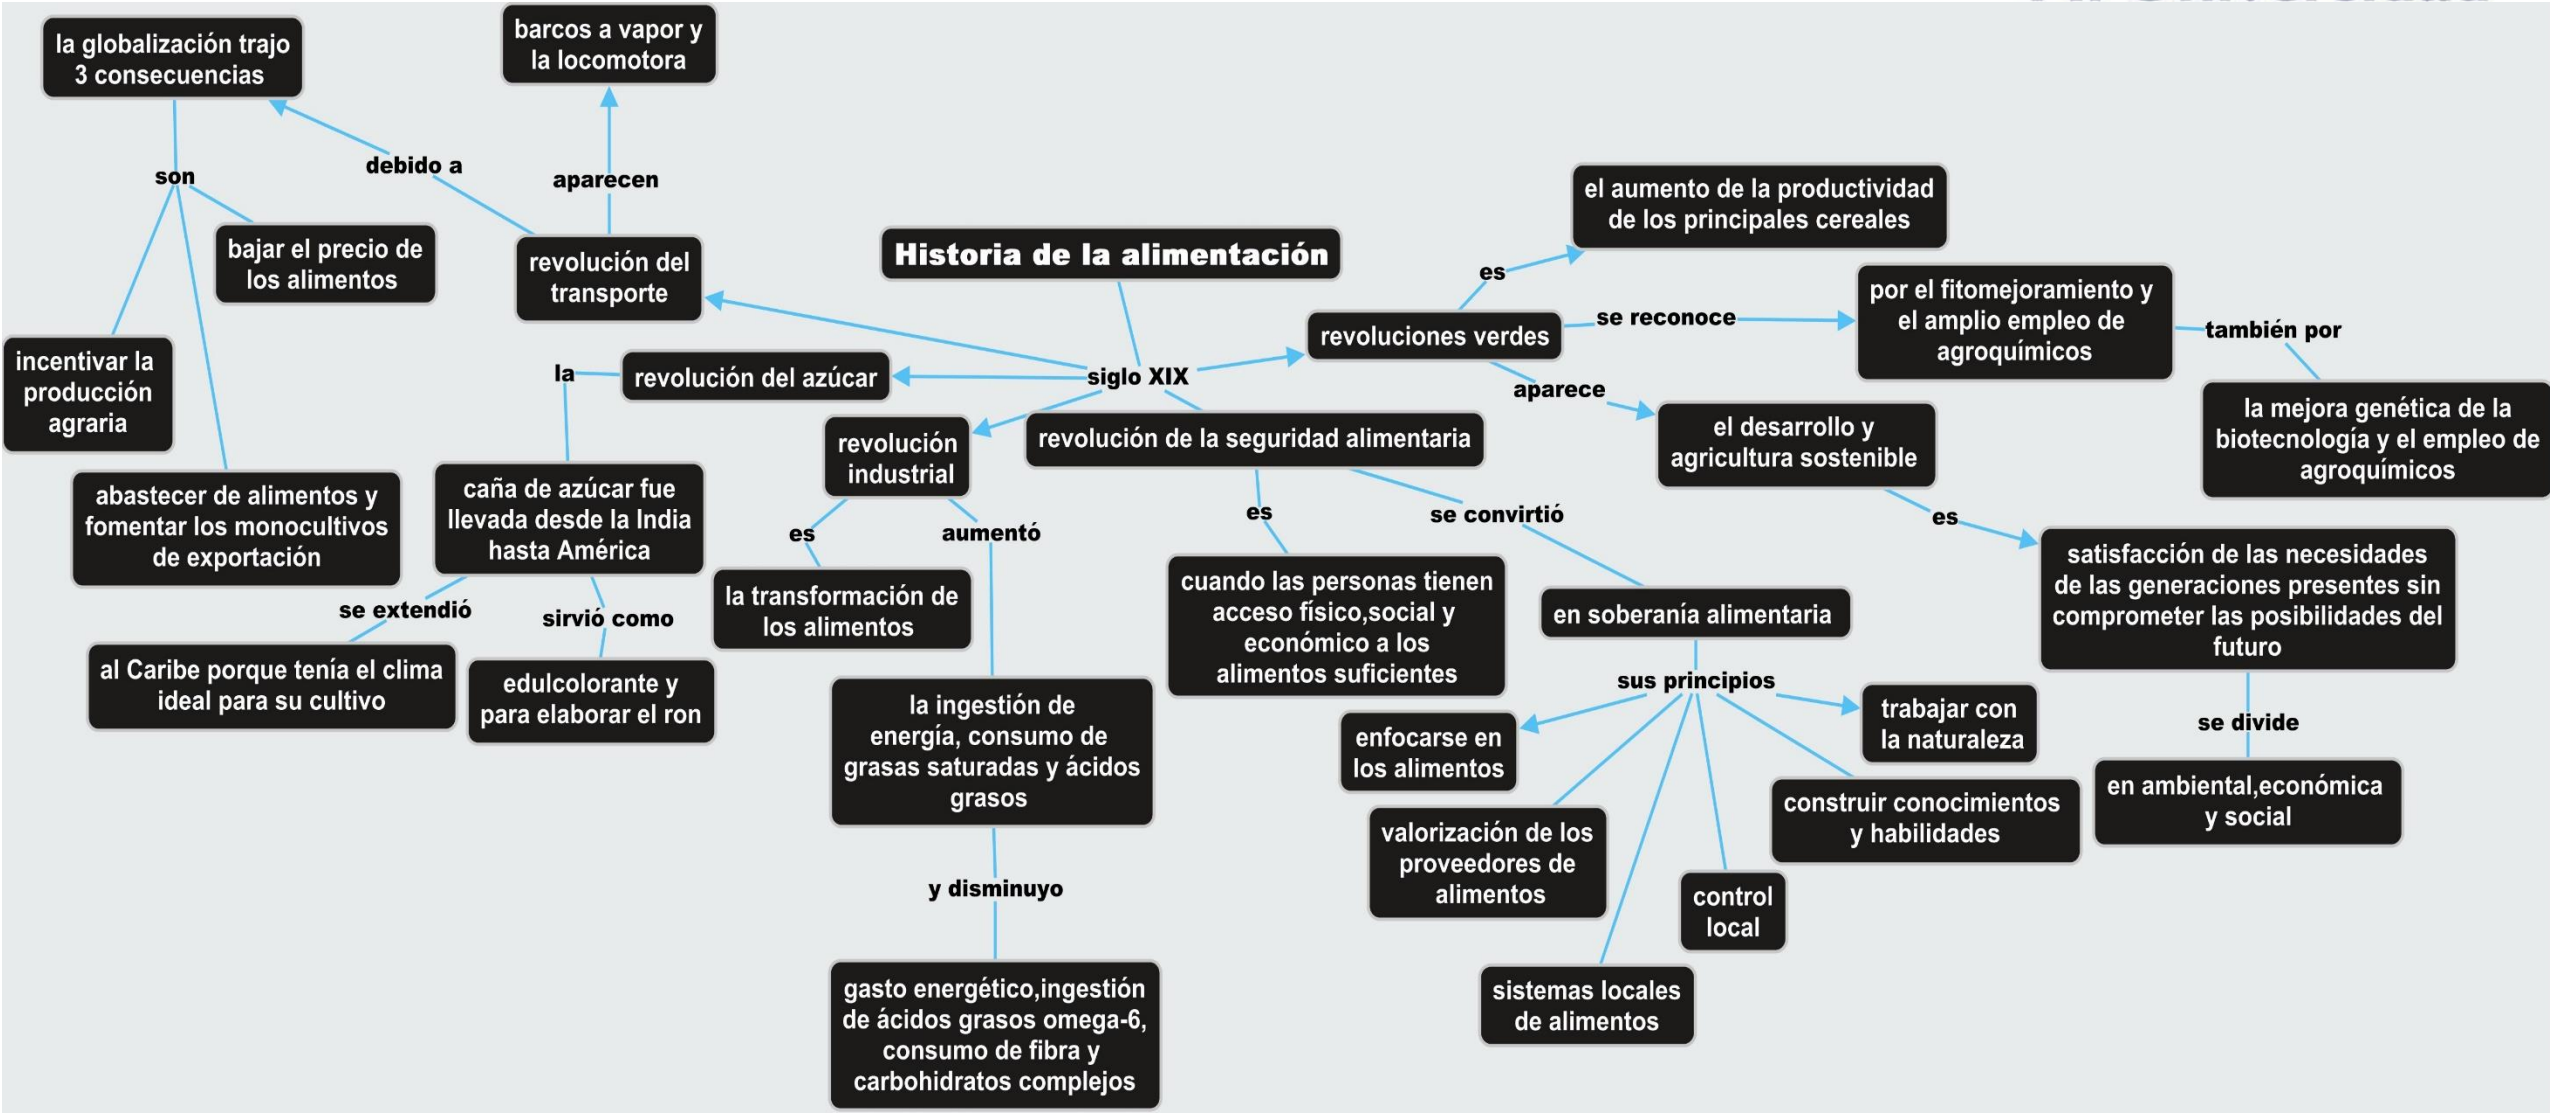 la globalización trajo
3 consecuencias
barcos a vapor y
la locomotora
debido a
son
aparecen
bajar el precio de
los alimentos
revolución del
transporte
Historia de la alimentación
el aumento de la productividad
de los principales cereales
es
revoluciones verdes
se reconoce
por el fitomejoramiento y
el amplio empleo de
agroquímicos
también por
la mejora genética de la
biotecnología y el empleo de
agroquímicos
incentivar la
producción
agraria
la
revolución del azúcar
siglo XIX
aparece
el desarrollo y
agricultura sostenible
revolución
industrial
revolución de la seguridad alimentaria
abastecer de alimentos y
fomentar los monocultivos
de exportación
caña de azúcar fue
llevada desde la India
hasta América
es
aumentó
es
se convirtió
es
satisfacción de las necesidades
de las generaciones presentes sin
comprometer las posibilidades del
futuro
se extendió
sirvió como
la transformación de
los alimentos
cuando las personas tienen
acceso físico,social y
económico a los
alimentos suficientes
en soberanía alimentaria
al Caribe porque tenía el clima
ideal para su cultivo
edulcolorante y
para elaborar el ron
la ingestión de
energía, consumo de
grasas saturadas y ácidos
grasos
sus principios
enfocarse en
los alimentos
trabajar con
la naturaleza
se divide
en ambiental,económica
y social
valorización de los
proveedores de
alimentos
construir conocimientos
y habilidades
control
local
y disminuyo
sistemas locales
de alimentos
gasto energético,ingestión
de ácidos grasos omega-6,
consumo de fibra y
carbohidratos complejos